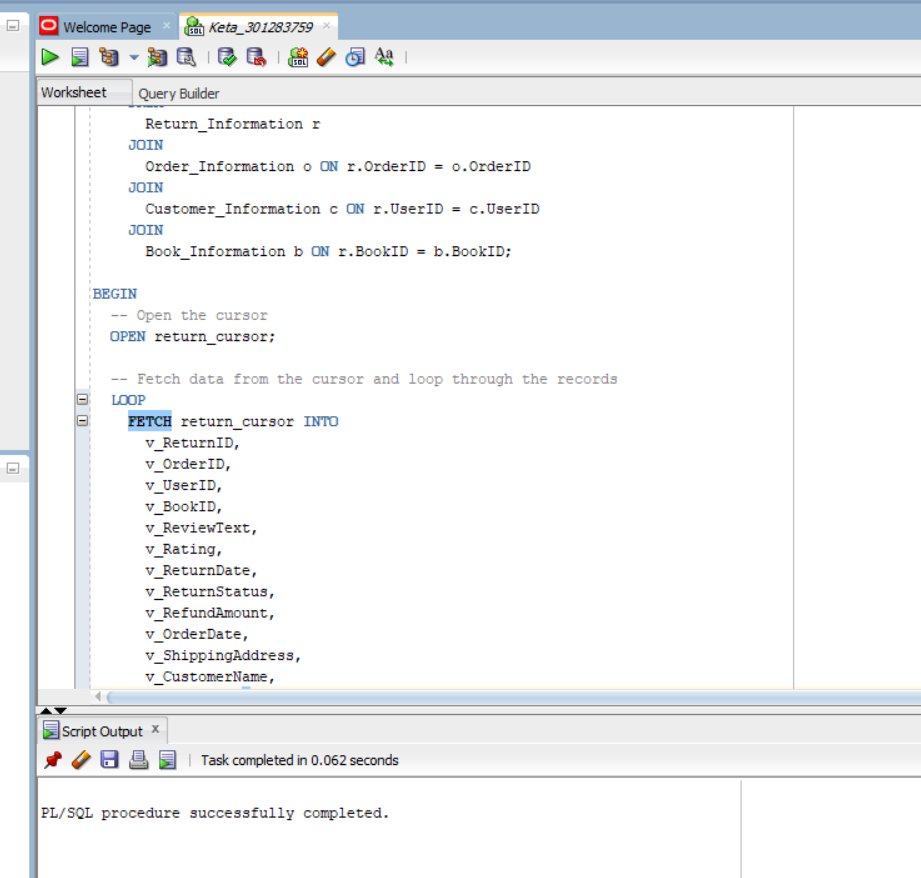 Welcome Page
Keta_301283759
Worksheet
Query Builder
Return_Information r
JOIN
Order_Information o ON r.OrderID = o.OrderID
JOIN
Customer_Information c ON r.UserID = c.UserID
JOIN
Book_Information b ON r.BookID = b.BookID;
BEGIN
-- Open the cursor
OPEN return_cursor;
-- Fetch data from the cursor and loop through the records
LOOP
FETCH return_cursor INTO
v_ReturnID,
v_OrderID,
v_UserID,
v_BookID,
v_ReviewText,
v_Rating,
v_ReturnDate,
v_ReturnStatus,
v_RefundAmount,
v_OrderDate,
v_ShippingAddress,
v_CustomerName,
Script Output x
Task completed in 0.062 seconds
PL/SQL procedure successfully completed.